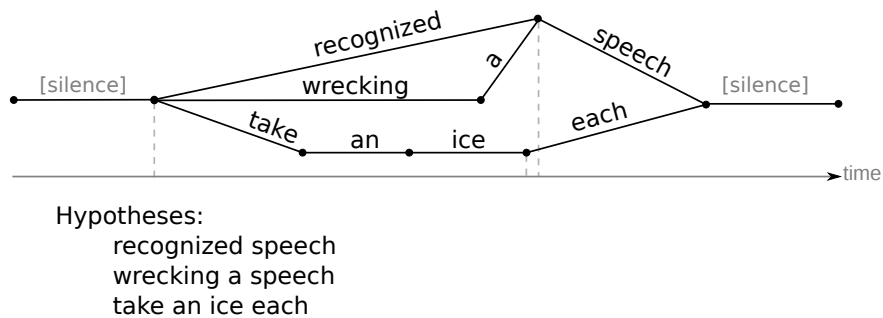 recognized
speech
a
[silence]
wrecking
[silence]
take
an
ice
each
time
Hypotheses:
recognized speech
wrecking a speech
take an ice each